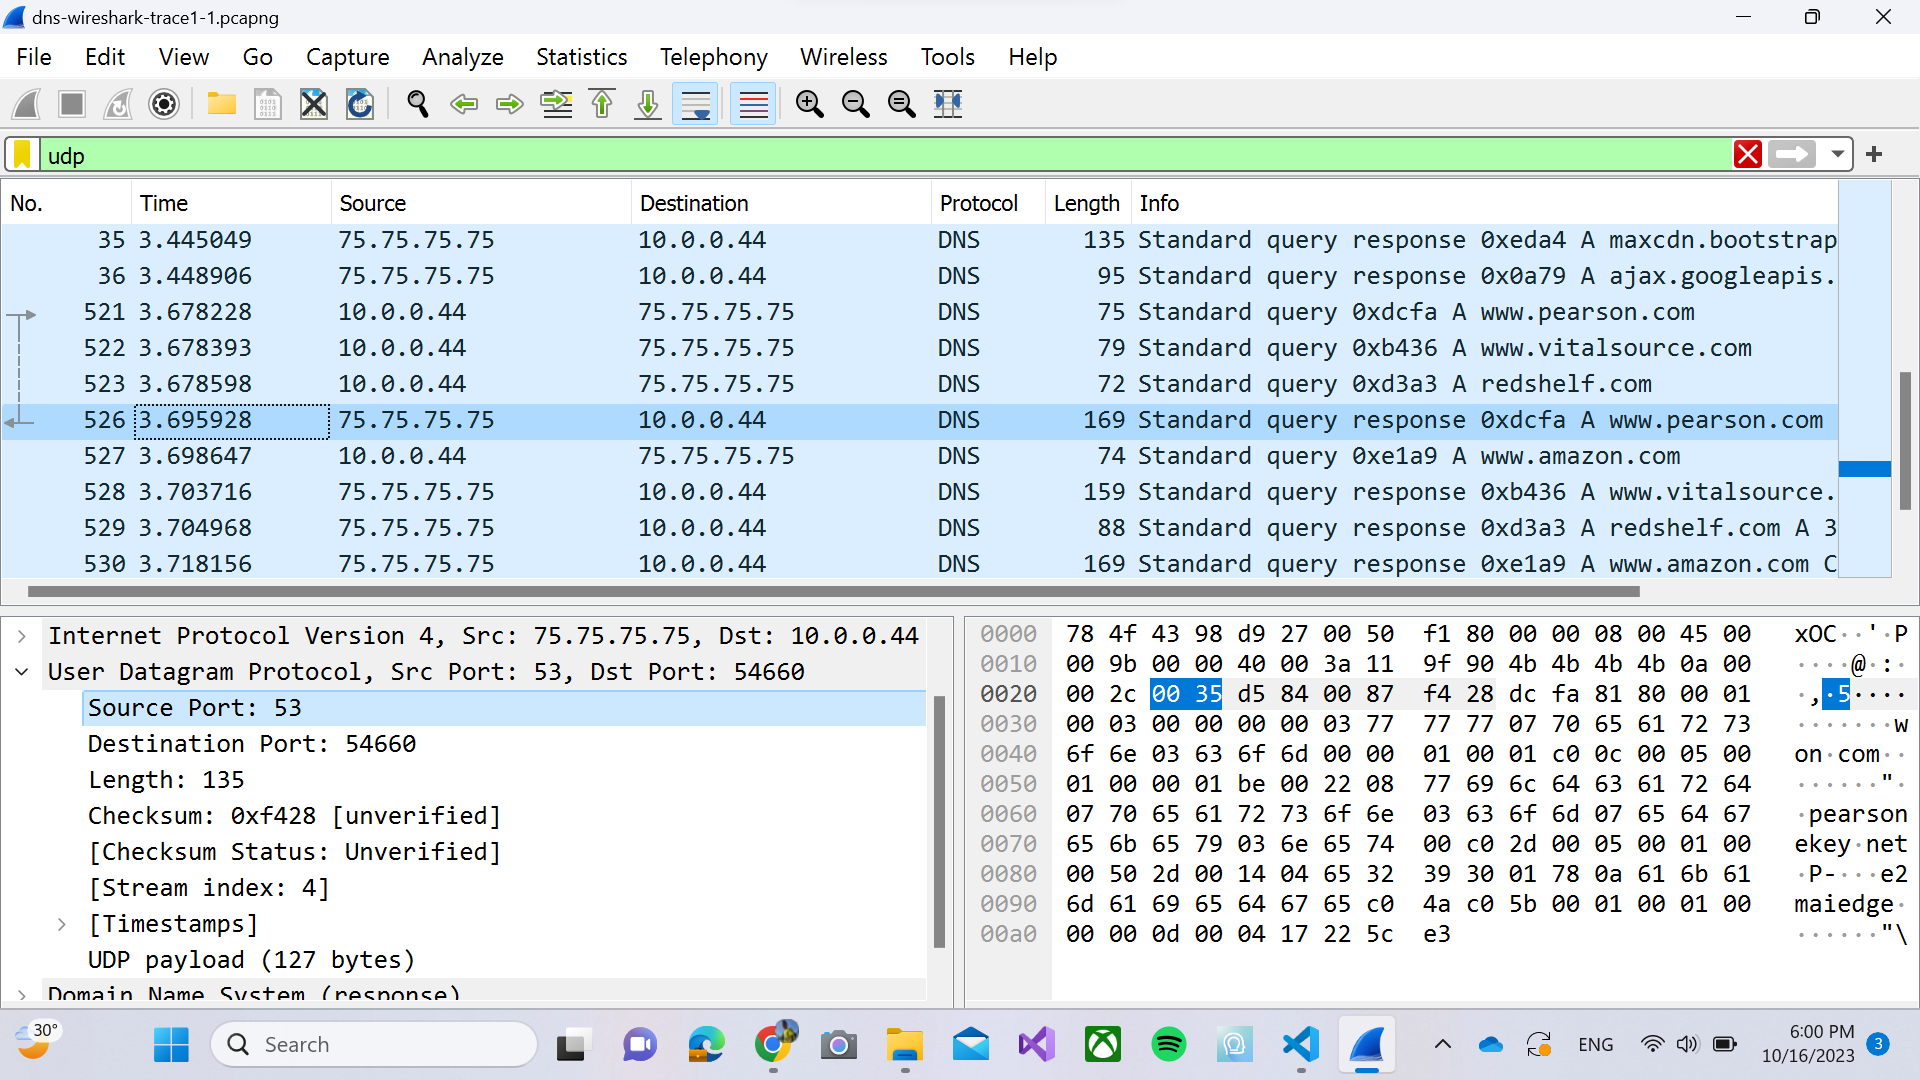 dns-wireshark-trace1-1.pcapng
File Edit View Go Capture Analyze Statistics Telephony Wireless Tools Help
udp
No. Time Source Destination Protocol Length Info
35 3.445049 75.75.75.75 10.0.0.44 DNS 135 Standard query response 0xeda4 A maxcdn.bootstrap
36 3.448906 75.75.75.75 10.0.0.44 DNS 95 Standard query response 0x0a79 A ajax.googleapis.
521 3.678228 10.0.0.44 75.75.75.75 DNS 75 Standard query 0xdcfa A www.pearson.com
522 3.678393 10.0.0.44 75.75.75.75 DNS 79 Standard query 0xb436 A www.vitalsource.com
523 3.678598 10.0.0.44 75.75.75.75 DNS 72 Standard query 0xd3a3 A redshelf.com
526 3.695928 75.75.75.75 10.0.0.44 DNS 169 Standard query response 0xdcfa A www.pearson.com
527 3.698647 10.0.0.44 75.75.75.75 DNS 74 Standard query 0xe1a9 A www.amazon.com
528 3.703716 75.75.75.75 10.0.0.44 DNS 159 Standard query response 0xb436 A www.vitalsource.
529 3.704968 75.75.75.75 10.0.0.44 DNS 88 Standard query response 0xd3a3 A redshelf.com A 3
530 3.718156 75.75.75.75 10.0.0.44 DNS 169 Standard query response 0xe1a9 A www.amazon.com C
Internet Protocol Version 4, Src: 75.75.75.75, Dst: 10.0.0.44
User Datagram Protocol, Src Port: 53, Dst Port: 54660
Source Port: 53
Destination Port: 54660
Length: 135
Checksum: 0xf428 [unverified]
[Checksum Status: Unverified]
[Stream index: 4]
[Timestamps]
UDP payload (127 bytes)
Domain Name System (response)
0000 78 4f 43 98 d9 27 00 50 f1 80 00 00 08 00 45 00 xOC··'·P
0010 00 9b 00 00 40 00 3a 11 9f 90 4b 4b 4b 4b 0a 00 ····@·:·
0020 00 2c 00 35 d5 84 00 87 f4 28 dc fa 81 80 00 01 ·,·5····
0030 00 03 00 00 00 00 03 77 77 77 07 70 65 61 72 73 ·······w
0040 6f 6e 03 63 6f 6d 00 00 01 00 01 c0 0c 00 05 00 on·com··
0050 01 00 00 01 be 00 22 08 77 69 6c 64 63 61 72 64 ······"·
0060 07 70 65 61 72 73 6f 6e 03 63 6f 6d 07 65 64 67 ·pearson
0070 65 6b 65 79 03 6e 65 74 00 c0 2d 00 05 00 01 00 ekey·net
0080 00 50 2d 00 14 04 65 32 39 30 01 78 0a 61 6b 61 ·P-···e2
0090 6d 61 69 65 64 67 65 c0 4a c0 5b 00 01 00 01 00 maiedge·
00a0 00 00 0d 00 04 17 22 5c e3 ······"\
30°
Search
ENG
6:00 PM
10/16/2023
3